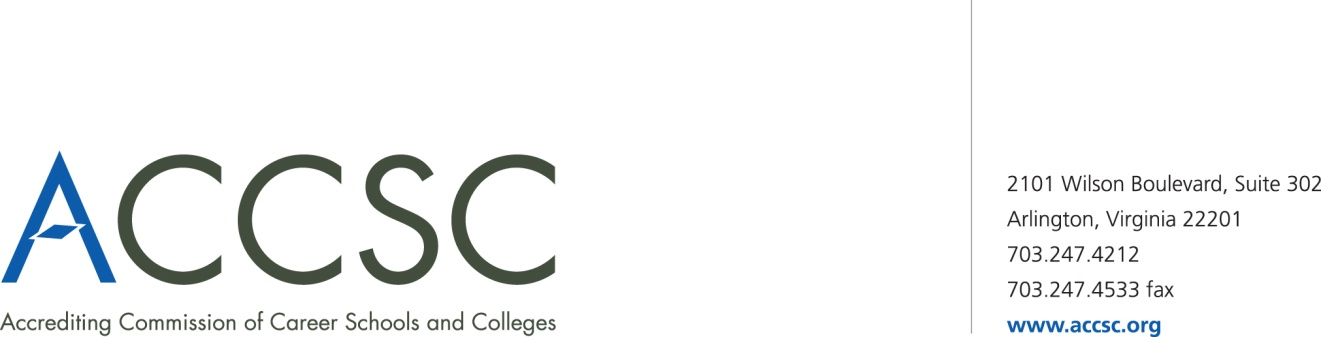 ACCSC
Accrediting Commission of Career Schools and Colleges
2101 Wilson Boulevard, Suite 302
Arlington, Virginia 22201
703.247.4212
703.247.4533 fax
www.accsc.org